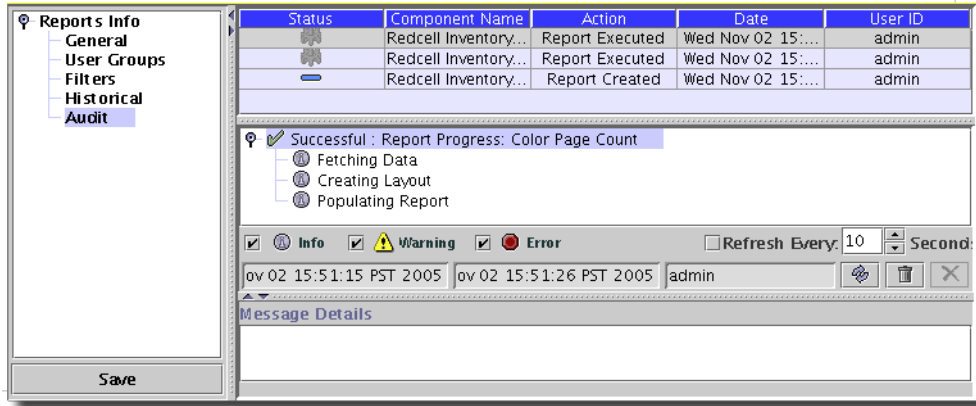 Reports Info
General
User Groups
Filters
Historical
Audit
Save
Status Component Name Action Date User ID
Redcell Inventory... Report Executed Wed Nov 02 15:... admin
Redcell Inventory... Report Executed Wed Nov 02 15:... admin
Redcell Inventory... Report Created Wed Nov 02 15:... admin
Successful : Report Progress: Color Page Count
Fetching Data
Creating Layout
Populating Report
Info Warning Error Refresh Every: 10 Second
ov 02 15:51:15 PST 2005 ov 02 15:51:26 PST 2005 admin
Message Details